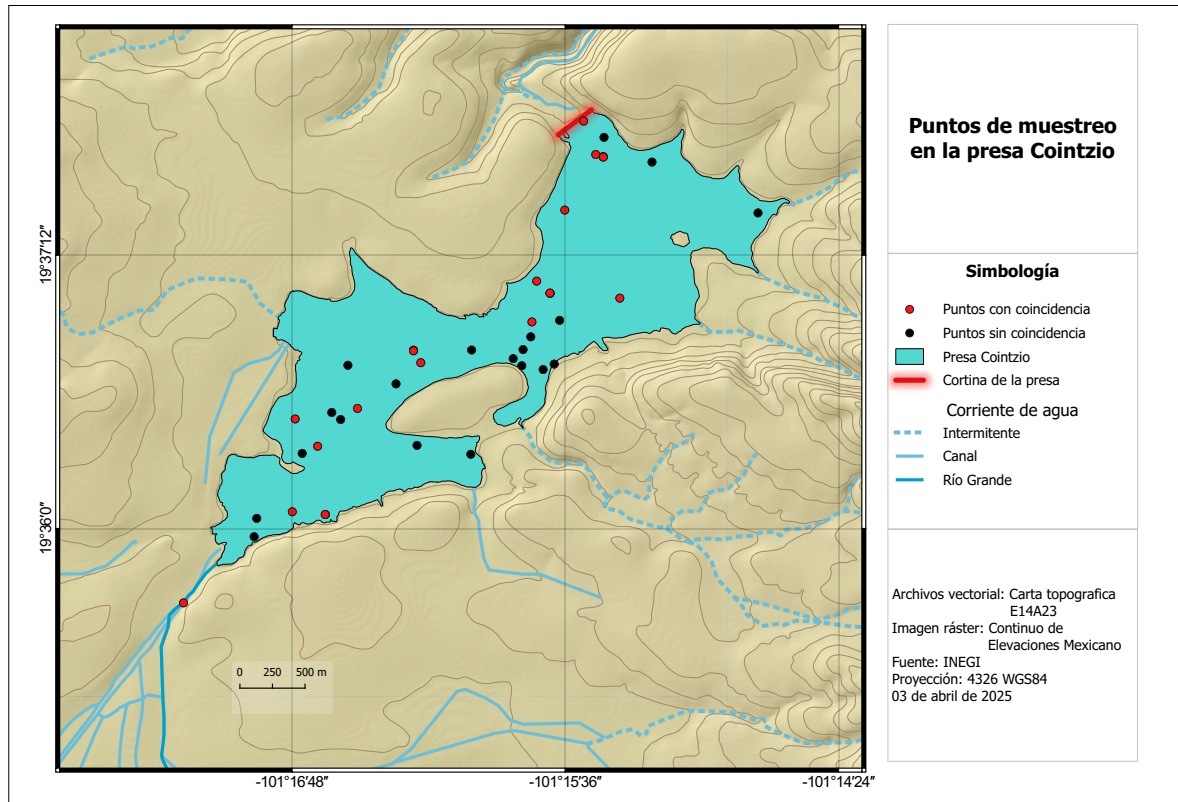 Puntos de muestreo
en la presa Cointzio
Simbología
Puntos con coincidencia
Puntos sin coincidencia
Presa Cointzio
Cortina de la presa
Corriente de agua
Intermitente
Canal
Río Grande
Archivos vectorial: Carta topografica
E14A23
Imagen ráster: Continuo de
Elevaciones Mexicano
Fuente: INEGI
Proyección: 4326 WGS84
03 de abril de 2025
19°37′12″
19°36′0″
0 250 500 m
-101°16′48″
-101°15′36″
-101°14′24″